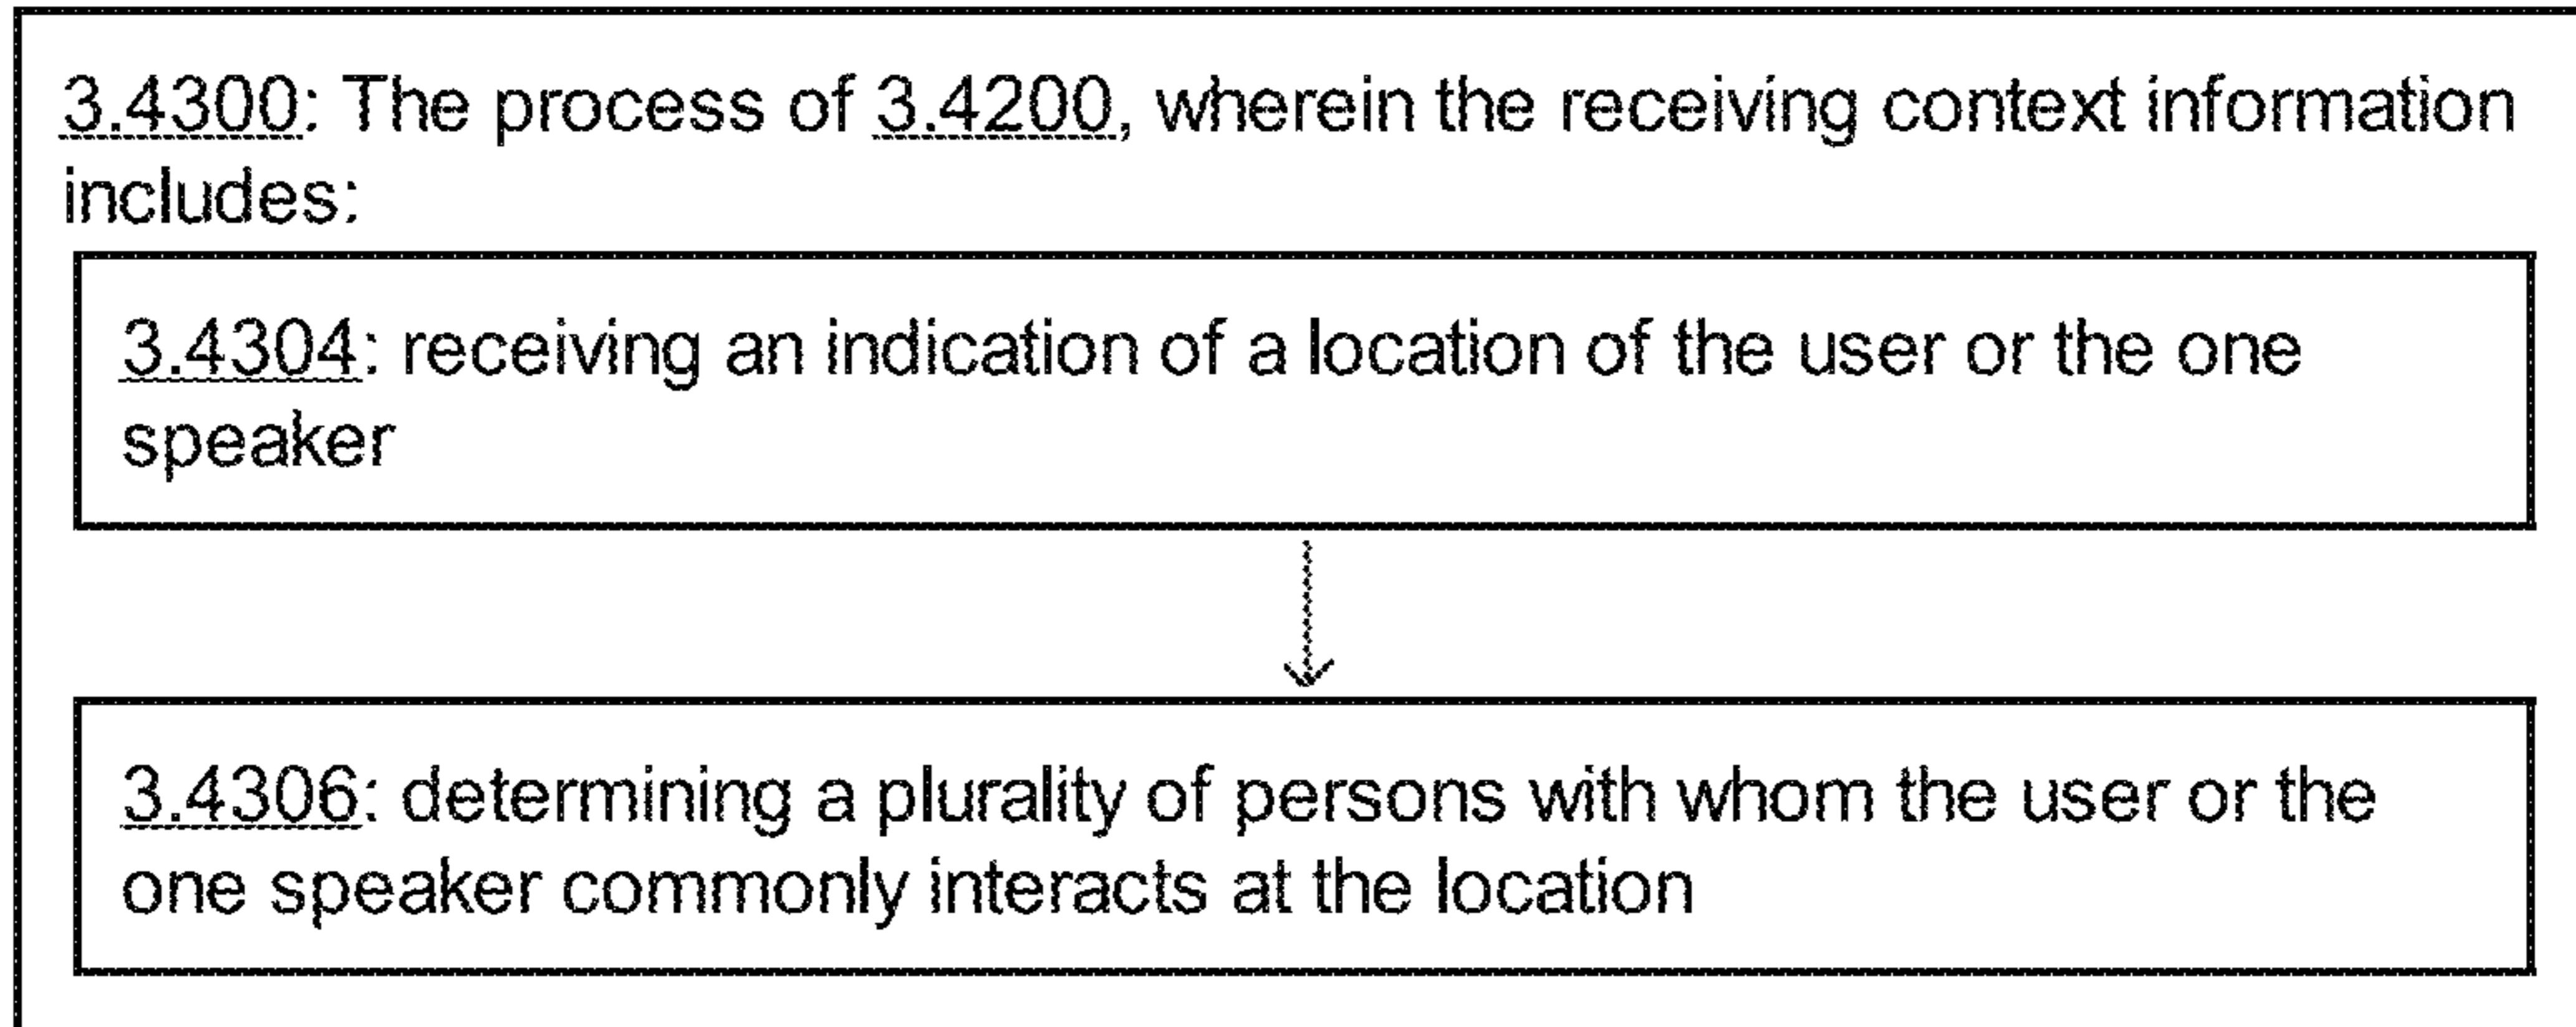 3.4300: The process of 3.4200, wherein the receiving context information
includes:
3.4304: receiving an indication of a location of the user or the one
speaker
3.4306: determining a plurality of persons with whom the user or the
one speaker commonly interacts at the location